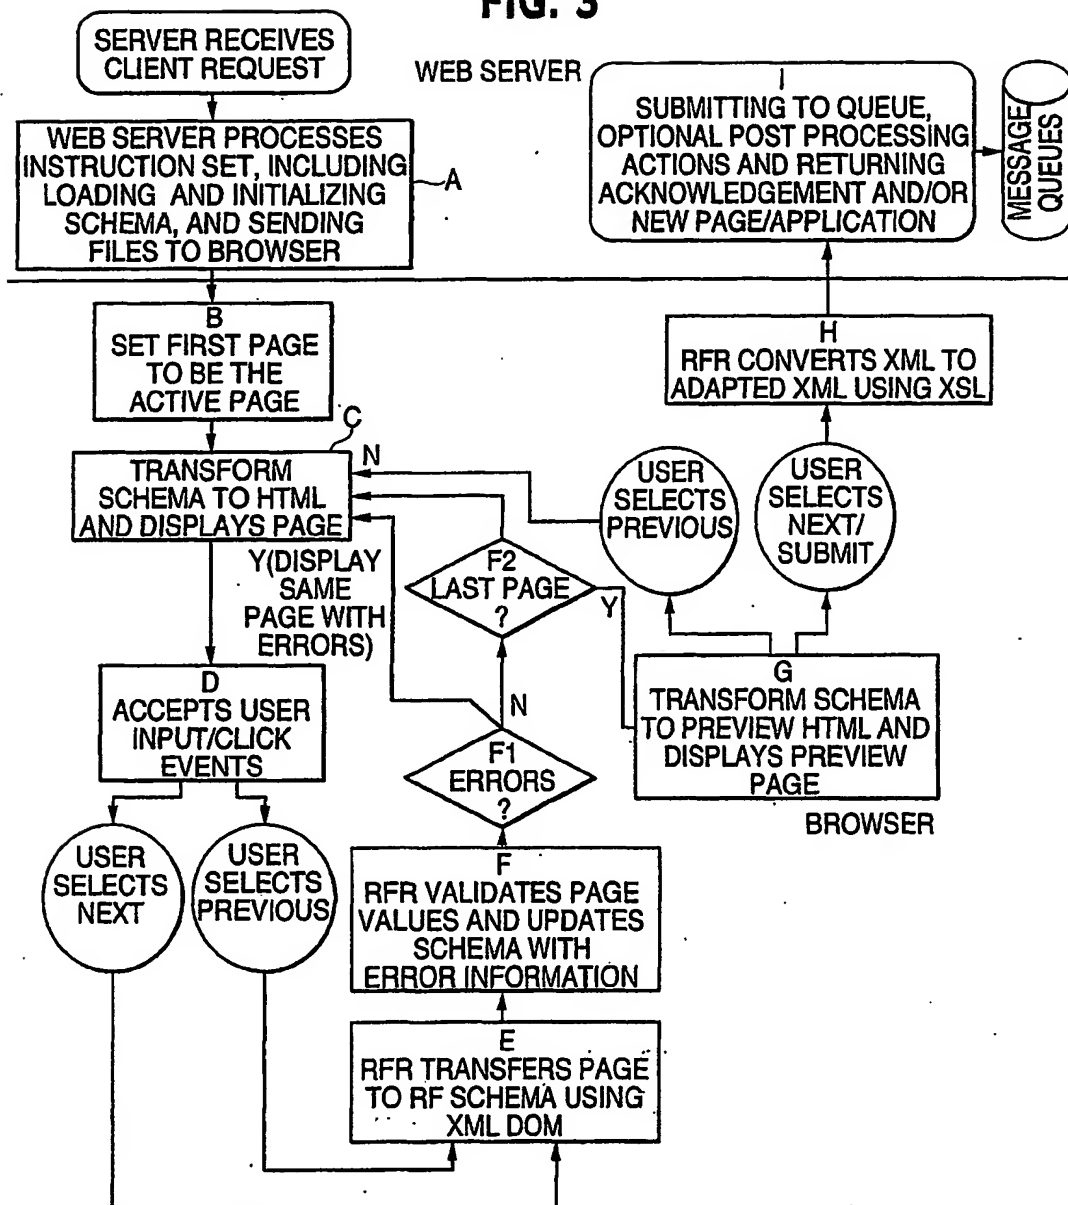 FIG. 3
SERVER RECEIVES
CLIENT REQUEST
WEB SERVER PROCESSES
INSTRUCTION SET, INCLUDING
LOADING AND INITIALIZING
SCHEMA, AND SENDING
FILES TO BROWSER
A
WEB SERVER
I
SUBMITTING TO QUEUE,
OPTIONAL POST PROCESSING
ACTIONS AND RETURNING
ACKNOWLEDGEMENT AND/OR
NEW PAGE/APPLICATION
MESSAGE
QUEUES
B
SET FIRST PAGE
TO BE THE
ACTIVE PAGE
H
RFR CONVERTS XML TO
ADAPTED XML USING XSL
C
TRANSFORM
SCHEMA TO HTML
AND DISPLAYS PAGE
N
USER
SELECTS
PREVIOUS
USER
SELECTS
NEXT/
SUBMIT
Y(DISPLAY
SAME
PAGE WITH
ERRORS)
F2
LAST PAGE
?
Y
G
TRANSFORM SCHEMA
TO PREVIEW HTML AND
DISPLAYS PREVIEW
PAGE
BROWSER
D
ACCEPTS USER
INPUT/CLICK
EVENTS
N
F1
ERRORS
?
USER
SELECTS
NEXT
USER
SELECTS
PREVIOUS
F
RFR VALIDATES PAGE
VALUES AND UPDATES
SCHEMA WITH
ERROR INFORMATION
E
RFR TRANSFERS PAGE
TO RF SCHEMA USING
XML DOM